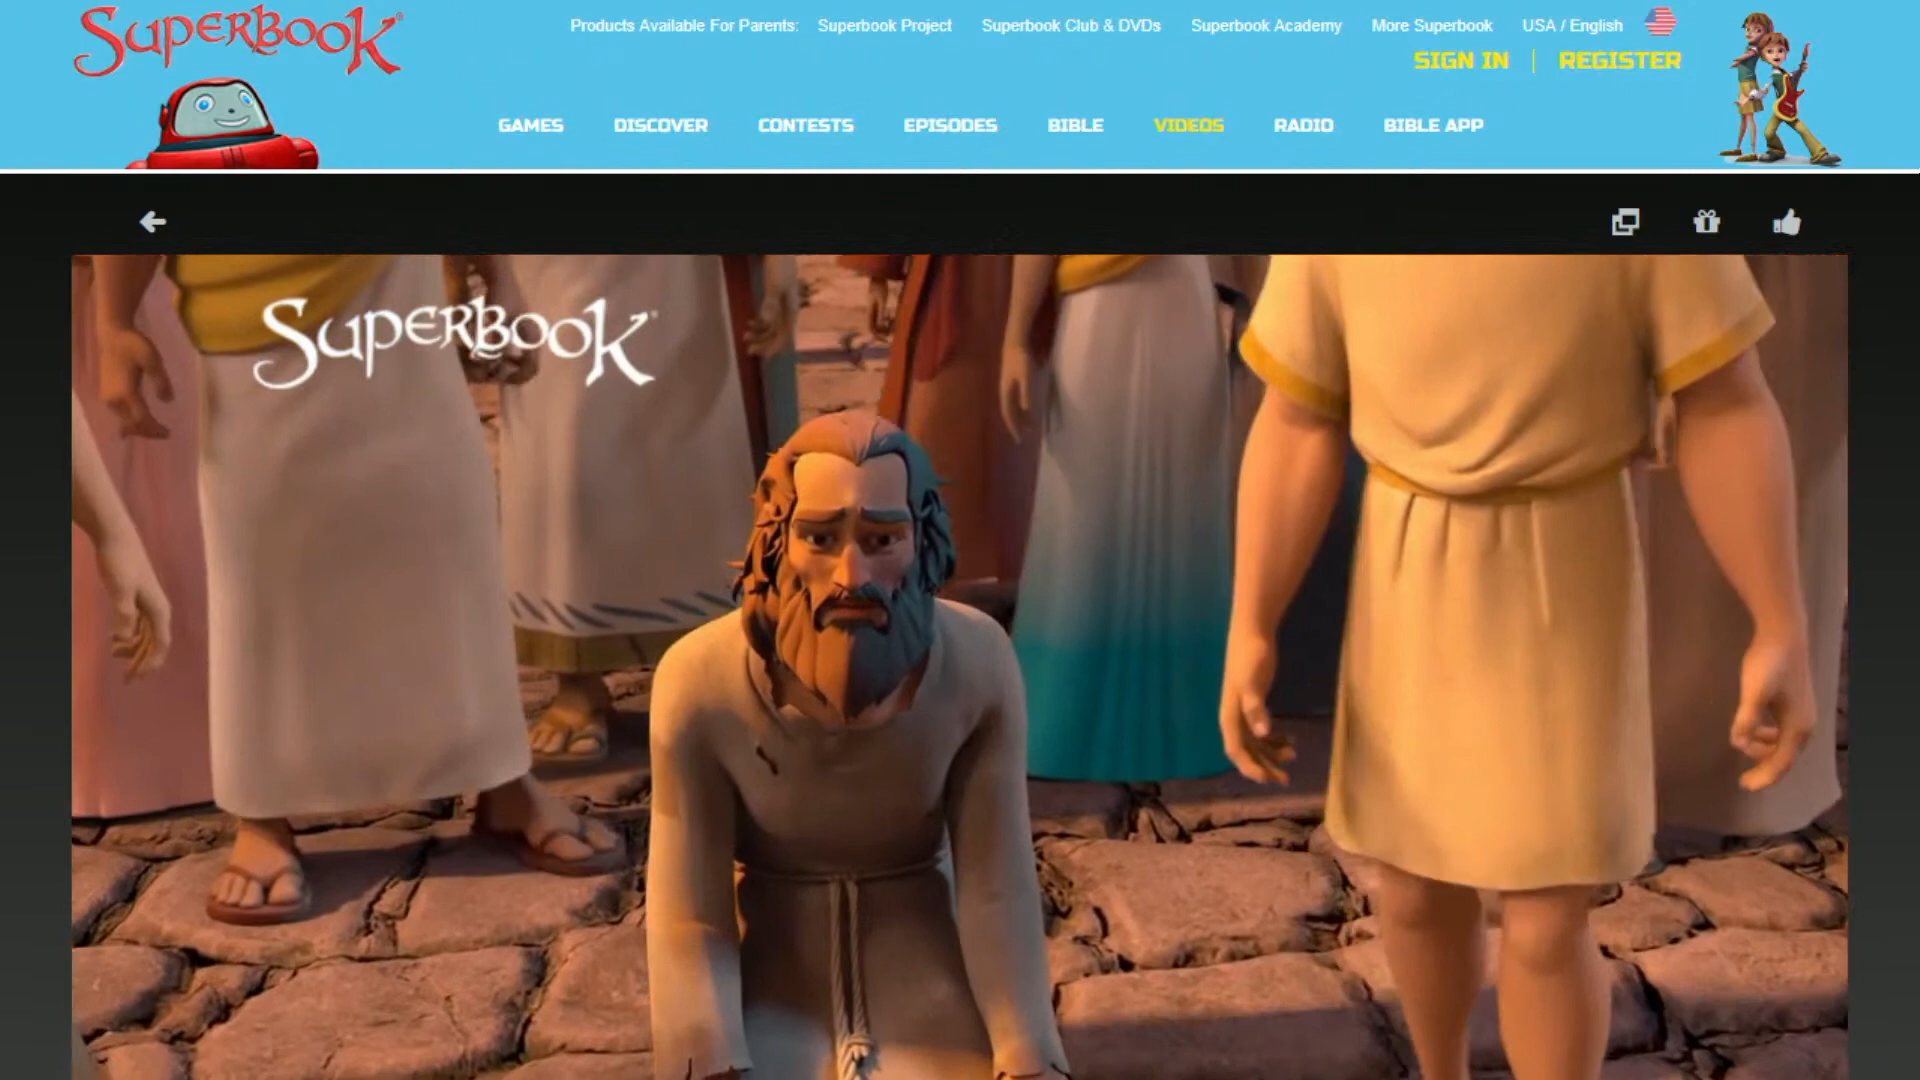 SUPERBOOK®
Products Available For Parents: Superbook Project Superbook Club & DVDs Superbook Academy More Superbook USA / English
SIGN IN | REGISTER
GAMES DISCOVER CONTESTS EPISODES BIBLE VIDEOS RADIO BIBLE APP
SUPERBOOK®